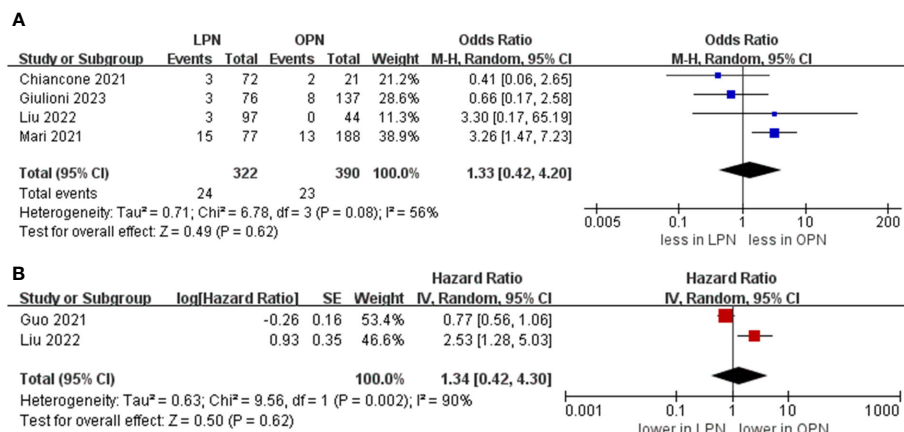 A
LPN OPN Odds Ratio Odds Ratio
Study or Subgroup Events Total Events Total Weight M-H, Random, 95% CI M-H, Random, 95% CI
Chiancone 2021 3 72 2 21 21.2% 0.41 [0.06, 2.65]
Giulioni 2023 3 76 8 137 28.6% 0.66 [0.17, 2.58]
Liu 2022 3 97 0 44 11.3% 3.30 [0.17, 65.19]
Mari 2021 15 77 13 188 38.9% 3.26 [1.47, 7.23]
Total (95% CI) 322 390 100.0% 1.33 [0.42, 4.20]
Total events 24 23
Heterogeneity: Tau² = 0.71; Chi² = 6.78, df = 3 (P = 0.08); I² = 56%
Test for overall effect: Z = 0.49 (P = 0.62)
0.005 0.1 1 10 200
less in LPN less in OPN
B
Hazard Ratio Hazard Ratio
Study or Subgroup log[Hazard Ratio] SE Weight IV, Random, 95% CI IV, Random, 95% CI
Guo 2021 -0.26 0.16 53.4% 0.77 [0.56, 1.06]
Liu 2022 0.93 0.35 46.6% 2.53 [1.28, 5.03]
Total (95% CI) 100.0% 1.34 [0.42, 4.30]
Heterogeneity: Tau² = 0.63; Chi² = 9.56, df = 1 (P = 0.002); I² = 90%
Test for overall effect: Z = 0.50 (P = 0.62)
0.001 0.1 1 10 1000
lower in LPN lower in OPN